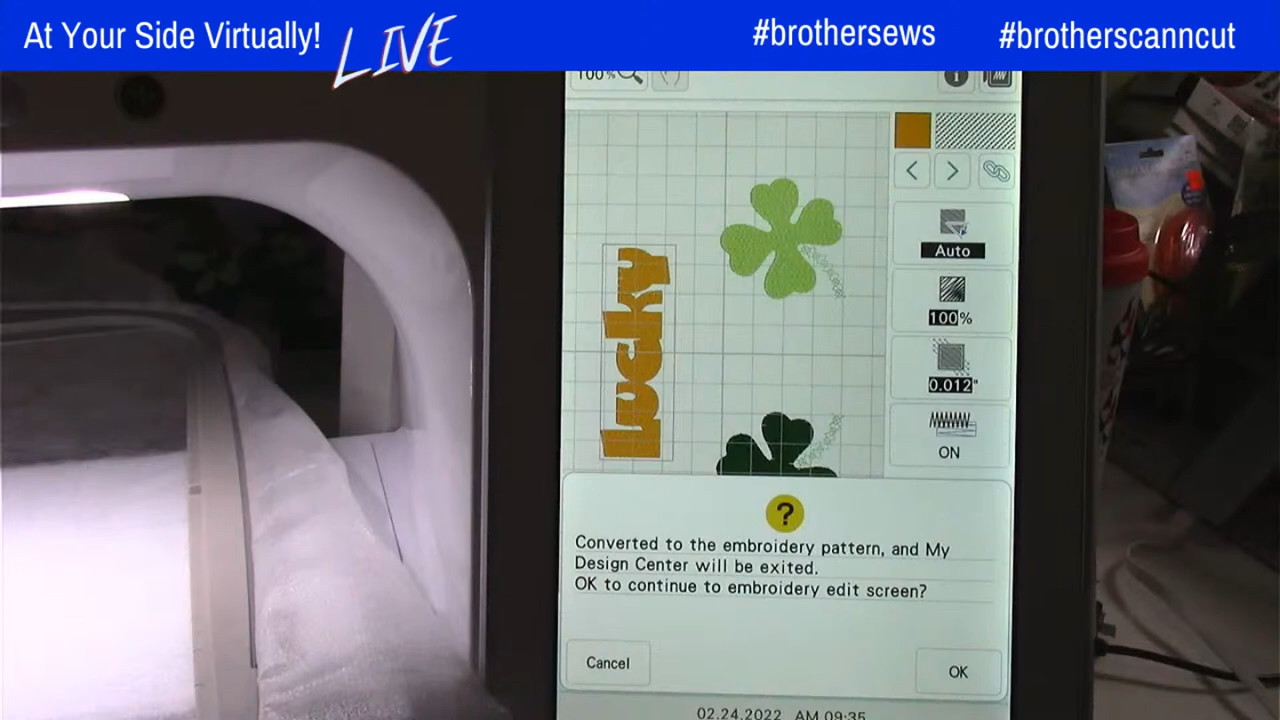 At Your Side Virtually! LIVE
#brothersews
#brotherscanncut
100%
Auto
100%
0.012"
ON
Lucky
?
Converted to the embroidery pattern, and My
Design Center will be exited.
OK to continue to embroidery edit screen?
Cancel
OK
02.24.2022 AM 09:35